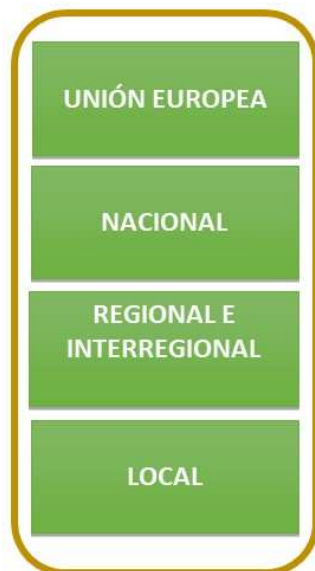 UNIÓN EUROPEA
NACIONAL
REGIONAL E
INTERREGIONAL
LOCAL